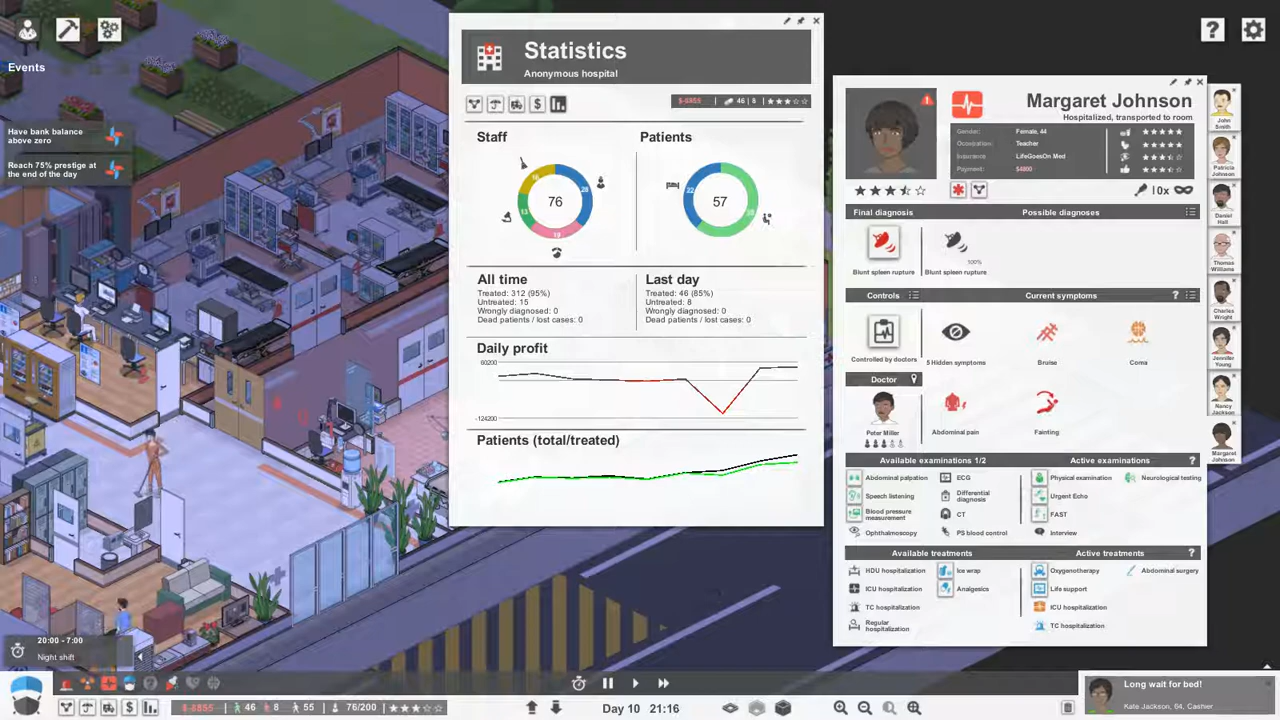 Events
Have bank balance
above zero
Reach 75% prestige at
the end of the day
Statistics
Anonymous hospital
46 | 8
Staff
Patients
76
57
22
13
19
All time
Treated: 312 (95%)
Untreated: 15
Wrongly diagnosed: 0
Dead patients / lost cases: 0
Last day
Treated: 46 (85%)
Untreated: 8
Wrongly diagnosed: 0
Dead patients / lost cases: 0
Daily profit
-124200
Patients (total/treated)
Margaret Johnson
Hospitalized, transported to room
Gender: Female, 44
Occupation: Teacher
Insurance LifeGoesOn Med
Payment: $4800
10x
Final diagnosis
Possible diagnoses
Blunt spleen rupture
100%
Blunt spleen rupture
Controls
Current symptoms
?
Controlled by doctors
5 Hidden symptoms
Bruise
Coma
Doctor
Peter Miller
Abdominal pain
Fainting
Available examinations 1/2
Active examinations
?
Abdominal palpation
ECG
Physical examination
Neurological testing
Speech listening
Differential
diagnosis
Urgent Echo
Blood pressure
measurement
CT
FAST
Ophthalmoscopy
PS blood control
Interview
Available treatments
Active treatments
?
HDU hospitalization
Ice wrap
Oxygenotherapy
Abdominal surgery
ICU hospitalization
Analgesics
Life support
TC hospitalization
ICU hospitalization
Regular
hospitalization
TC hospitalization
John
Smith
Patricia
Johnson
Daniel
Hall
Thomas
Williams
Charles
Wright
Jennifer
Young
Nancy
Jackson
Margaret
Johnson
?
20:00 - 7:00
Night shift
$-8855
46
8
55
76/200
Day 10 21:16
Long wait for bed!
Kate Jackson, 64, Cashier